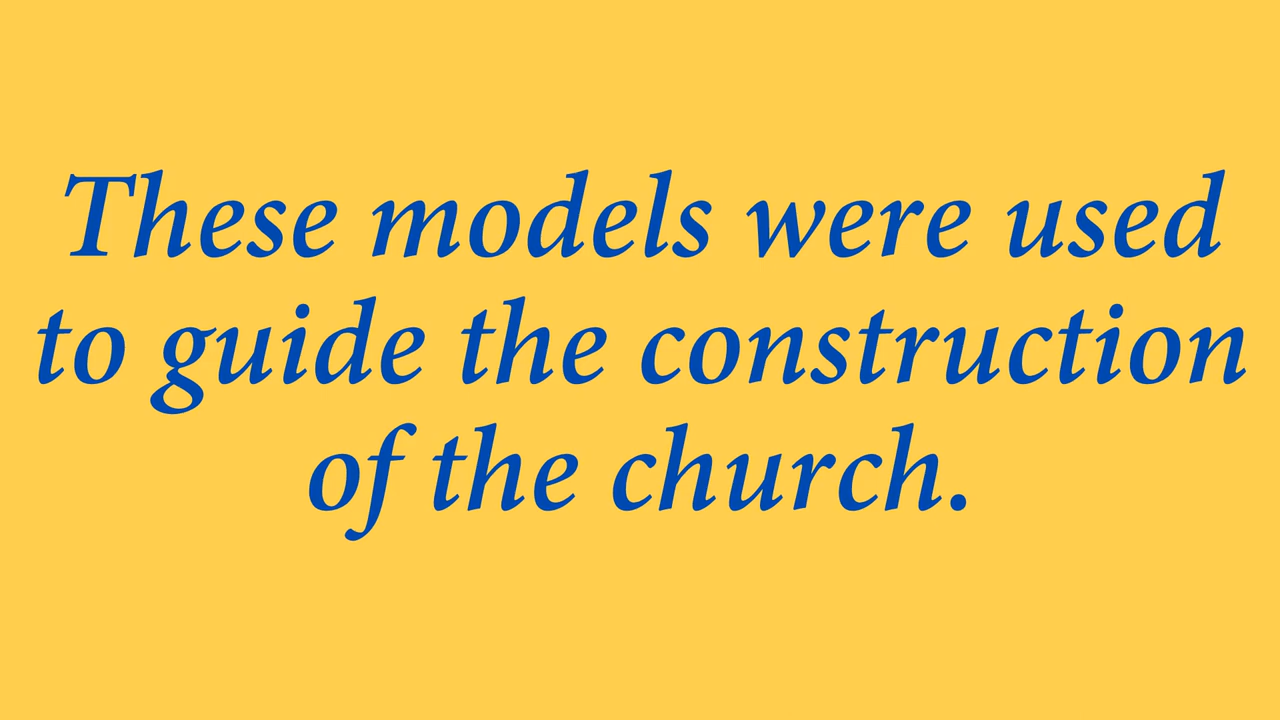 These models were used
to guide the construction
of the church.